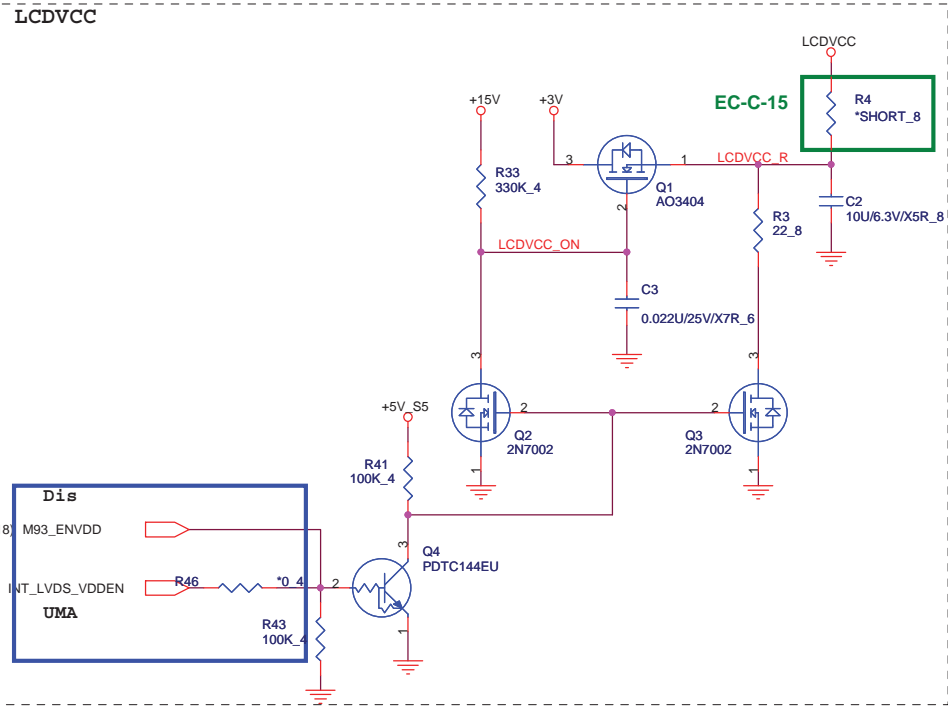 LCDVCC
LCDVCC
+15V
+3V
EC-C-15
R4
*SHORT_8
3
1
LCDVCC_R
R33
330K_4
Q1
AO3404
2
C2
10U/6.3V/X5R_8
R3
22_8
LCDVCC_ON
C3
0.022U/25V/X7R_6
3
3
+5V_S5
2
2
Q2
2N7002
Q3
2N7002
R41
100K_4
1
1
Dis
8) M93_ENVDD
3
Q4
PDTC144EU
INT_LVDS_VDDEN
R46
*0_4
2
UMA
R43
100K_4
1